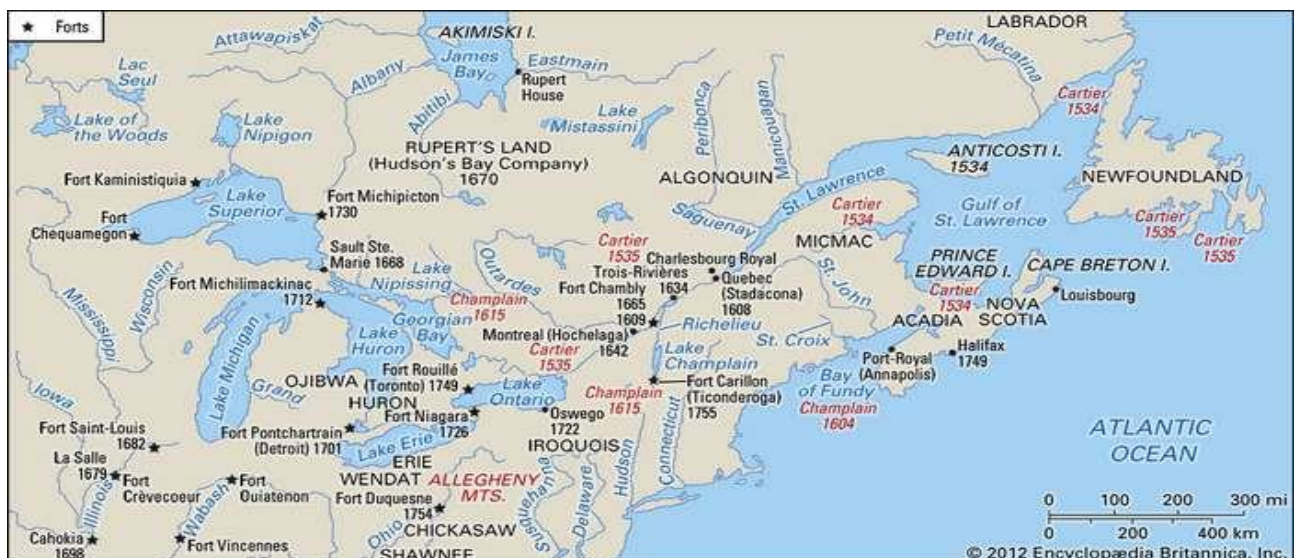 ★ Forts
LABRADOR
Attawapiskat
AKIMISKI I.
James
Bay
Eastmain
Rupert
House
Petit Mécatina
Lac
Seul
Albany
Abitibi
Lake of
the Woods
Lake
Nipigon
Lake
Mistassini
Peribonca
Manicouagan
Cartier
1534
RUPERT'S LAND
(Hudson's Bay Company)
1670
ANTICOSTI I.
1534
ALGONQUIN
NEWFOUNDLAND
Fort Kaministiquia
Lake
Superior
Fort Michipicton
1730
St. Lawrence
Cartier
1534
Gulf of
St. Lawrence
Fort
Chequamegon
Saguenay
Cartier
1535
Cartier
1535
Sault Ste.
Marie 1668
Cartier
1535
Charlesbourg Royal
MICMAC
PRINCE
EDWARD I.
CAPE BRETON I.
Outardes
Trois-Rivières
1634
Quebec
(Stadacona)
1608
St. John
Fort Michilimackinac
1712
Lake
Nipissing
Champlain
1615
Fort Chambly
1665
1609
Cartier
1534
Louisbourg
NOVA
SCOTIA
Mississippi
Wisconsin
Georgian
Bay
Lake
Huron
Montreal (Hochelaga)
1642
Richelieu
St. Croix
ACADIA
Cartier
1535
Lake
Champlain
Port-Royal
(Annapolis)
Halifax
1749
Lake Michigan
Grand
OJIBWA
HURON
Fort Rouillé
(Toronto) 1749
Lake
Ontario
Champlain
1615
Fort Carillon
(Ticonderoga)
1755
Bay
of Fundy
Champlain
1604
Iowa
Fort Saint-Louis
1682
Fort Niagara
1726
Oswego
1722
Fort Pontchartrain
(Detroit) 1701
Lake Erie
IROQUOIS
Hudson
Connecticut
ATLANTIC
OCEAN
La Salle
1679
Fort
Crèvecoeur
Fort
Ouiatenon
ERIE
WENDAT
ALLEGHENY
MTS.
Susquehanna
Delaware
Illinois
Wabash
Fort Duquesne
1754
0 100 200 300 mi
0 200 400 km
Cahokia
1698
Fort Vincennes
Ohio
CHICKASAW
SHAWNEE
© 2012 Encyclopædia Britannica, Inc.